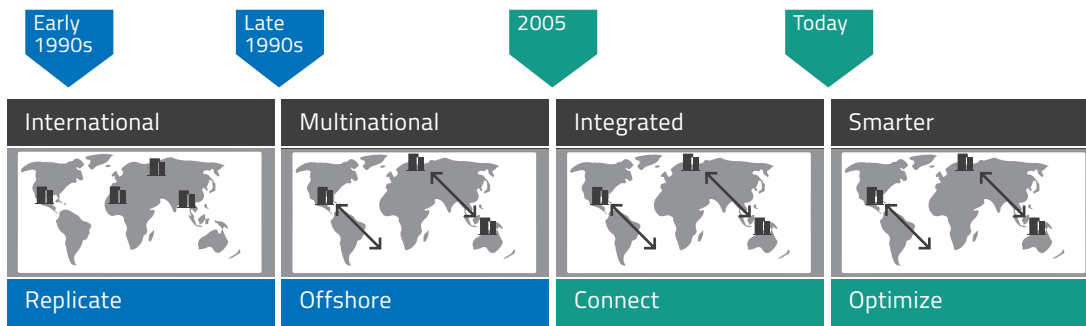 Early
1990s
Late
1990s
2005
Today
International
Multinational
Integrated
Smarter
Replicate
Offshore
Connect
Optimize